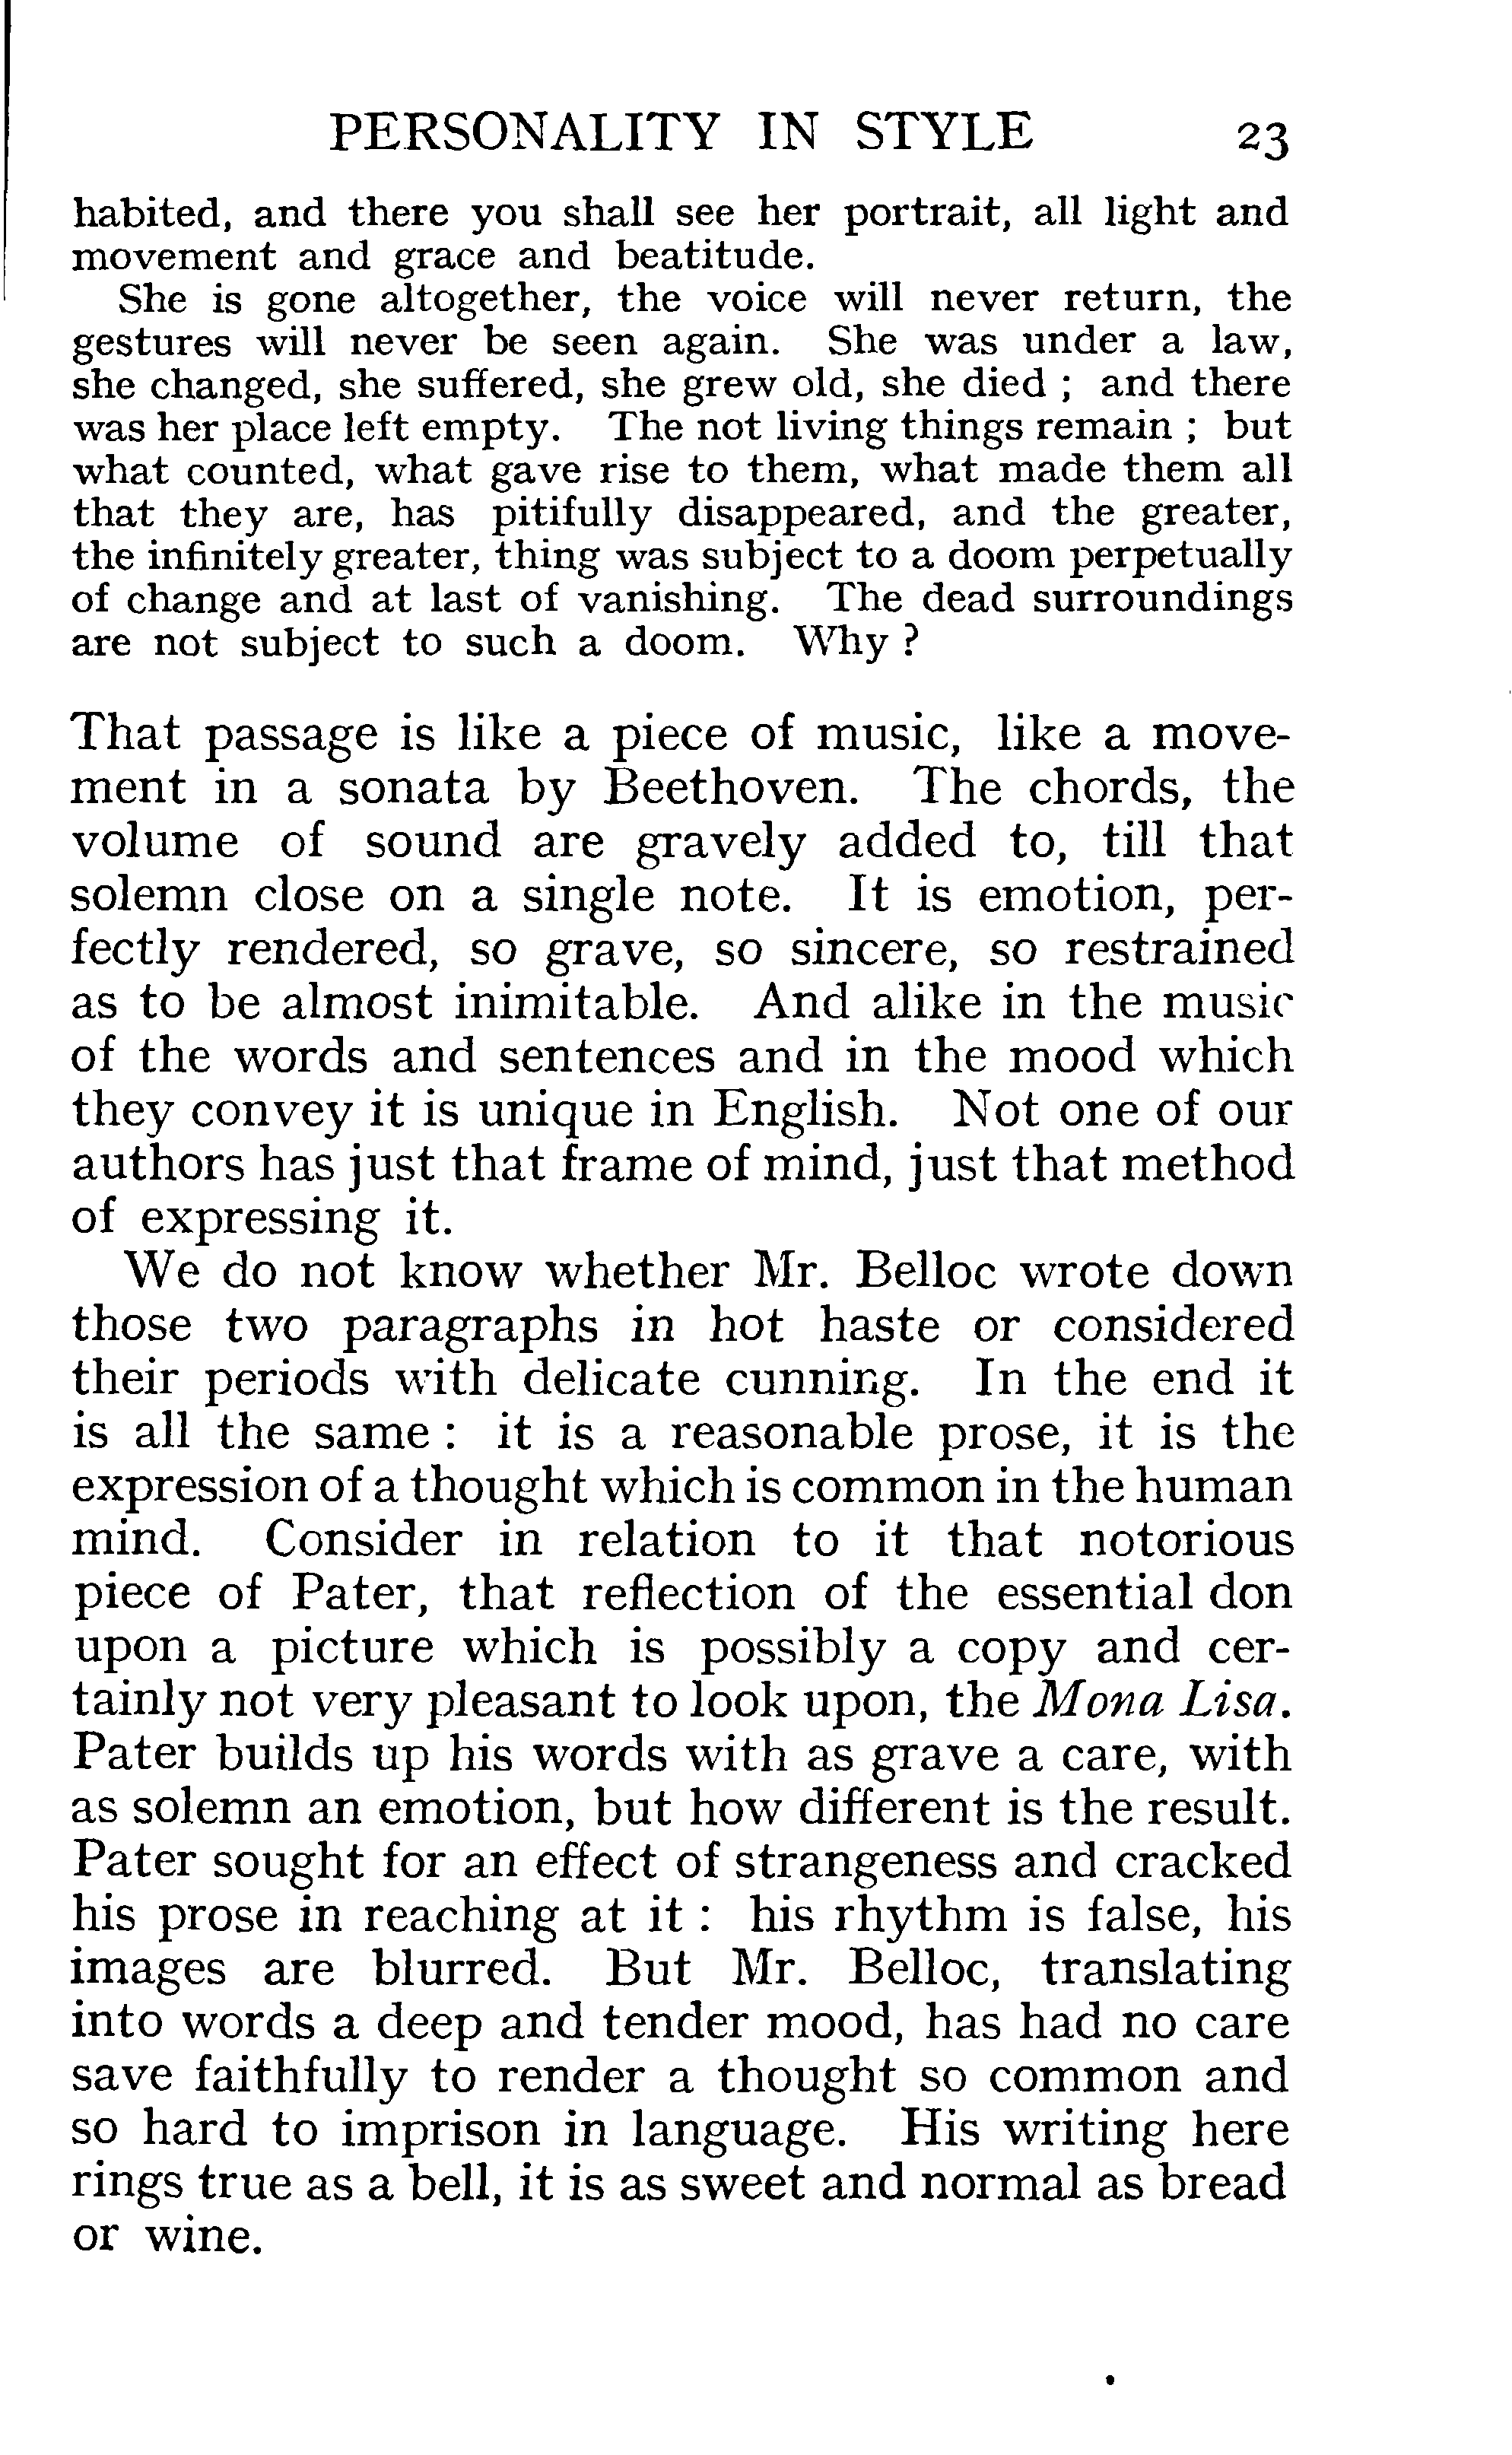 PERSONALITY IN STYLE 23
habited, and there you shall see her portrait, all light and
movement and grace and beatitude.
She is gone altogether, the voice will never return, the
gestures will never be seen again. She was under a law,
she changed, she suffered, she grew old, she died ; and there
was her place left empty. The not living things remain ; but
what counted, what gave rise to them, what made them all
that they are, has pitifully disappeared, and the greater,
the infinitely greater, thing was subject to a doom perpetually
of change and at last of vanishing. The dead surroundings
are not subject to such a doom. Why ?
That passage is like a piece of music, like a move-
ment in a sonata by Beethoven. The chords, the
volume of sound are gravely added to, till that
solemn close on a single note. It is emotion, per-
fectly rendered, so grave, so sincere, so restrained
as to be almost inimitable. And alike in the music
of the words and sentences and in the mood which
they convey it is unique in English. Not one of our
authors has just that frame of mind, just that method
of expressing it.
We do not know whether Mr. Belloc wrote down
those two paragraphs in hot haste or considered
their periods with delicate cunning. In the end it
is all the same : it is a reasonable prose, it is the
expression of a thought which is common in the human
mind. Consider in relation to it that notorious
piece of Pater, that reflection of the essential don
upon a picture which is possibly a copy and cer-
tainly not very pleasant to look upon, the Mona Lisa.
Pater builds up his words with as grave a care, with
as solemn an emotion, but how different is the result.
Pater sought for an effect of strangeness and cracked
his prose in reaching at it : his rhythm is false, his
images are blurred. But Mr. Belloc, translating
into words a deep and tender mood, has had no care
save faithfully to render a thought so common and
so hard to imprison in language. His writing here
rings true as a bell, it is as sweet and normal as bread
or wine.